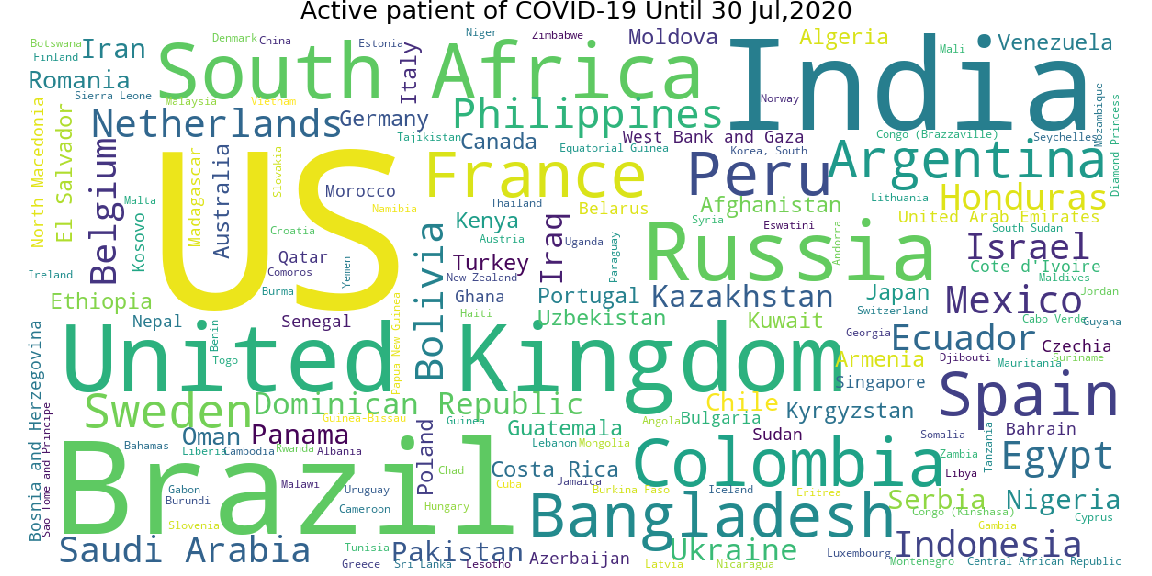 Active patient of COVID-19 Until 30 Jul,2020
Botswana
Iran
Finland
Romania
Sierra Leone
Denmark
China
Estonia
Italy
Niger
Zimbabwe
Moldova
Algeria
Mali
Venezuela
South Africa
India
Malaysia
Vietnam
Norway
Mozambique
Diamond Princess
Netherlands
Germany
Philippines
Tajikistan
Canada
West Bank and Gaza
Congo (Brazzaville)
Seychelles
North Macedonia
El Salvador
Belgium
Malta
Kosovo
US
Madagascar
Australia
Slovakia
Equatorial Guinea
Korea, South
Argentina
France
Peru
Morocco
Namibia
Thailand
Belarus
Afghanistan
Lithuania
Honduras
United Arab Emirates
Croatia
Kenya
Austria
Iraq
Uganda
Paraguay
Syria
Eswatini
Andorra
South Sudan
Russia
Israel
Qatar
Comoros
Yemen
Burma
Bolivia
Turkey
New Zealand
Cote d'Ivoire
Maldives
Ireland
Ethiopia
Ghana
Haiti
Portugal
Kazakhstan
Japan
Switzerland
Mexico
Jordan
Nepal
Senegal
Benin
Togo
Papua New Guinea
Uzbekistan
Kuwait
Georgia
Ecuador
Cabo Verde
Guyana
Czechia
United Kingdom
Armenia
Djibouti
Suriname
Mauritania
Singapore
Spain
Bosnia and Herzegovina
Sao Tome and Principe
Sweden
Dominican Republic
Guinea-Bissau
Guinea
Chile
Kyrgyzstan
Angola
Bulgaria
Oman
Panama
Guatemala
Sudan
Bahrain
Somalia
Bahamas
Liberia
Cambodia
Rwanda
Albania
Poland
Lebanon
Mongolia
Tanzania
Zambia
Libya
Egypt
Brazil
Chad
Costa Rica
Jamaica
Cuba
Colombia
Gabon
Burundi
Malawi
Uruguay
Cameroon
Hungary
Burkina Faso
Iceland
Eritrea
Serbia
Nigeria
Congo (Kinshasa)
Cyprus
Slovenia
Bangladesh
Gambia
Saudi Arabia
Tunisia
Greece
Pakistan
Sri Lanka
Lesotho
Azerbaijan
Ukraine
Latvia
Nicaragua
Luxembourg
Indonesia
Montenegro
Central African Republic